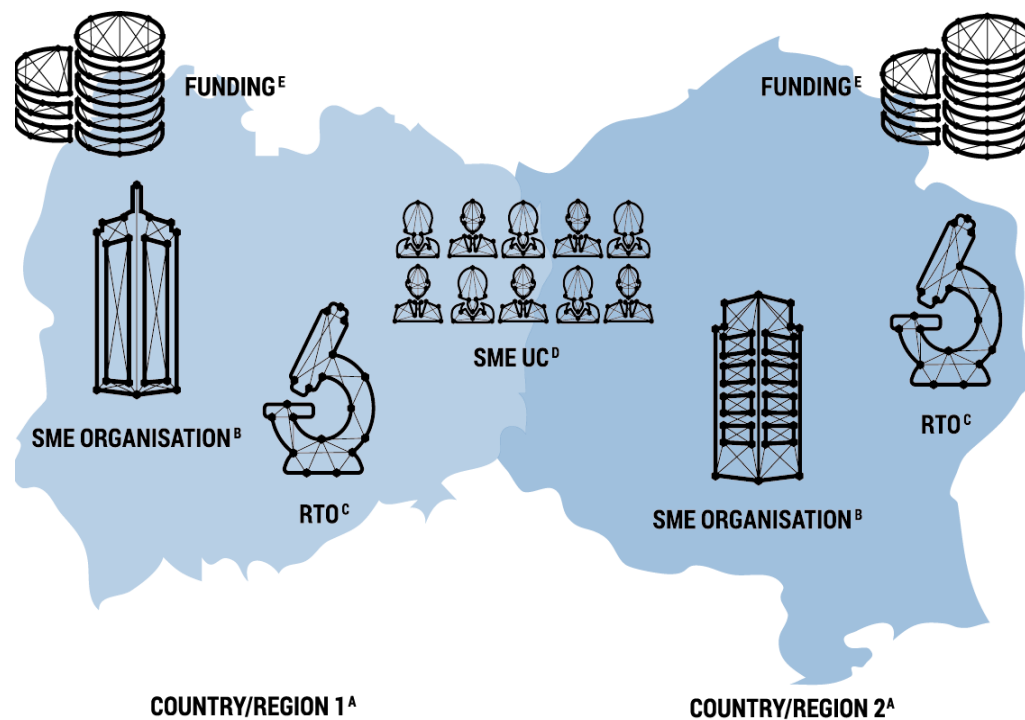 FUNDING E
FUNDING E
SME UC D
SME ORGANISATION B
RTO C
RTO C
SME ORGANISATION B
COUNTRY/REGION 1 A
COUNTRY/REGION 2 A